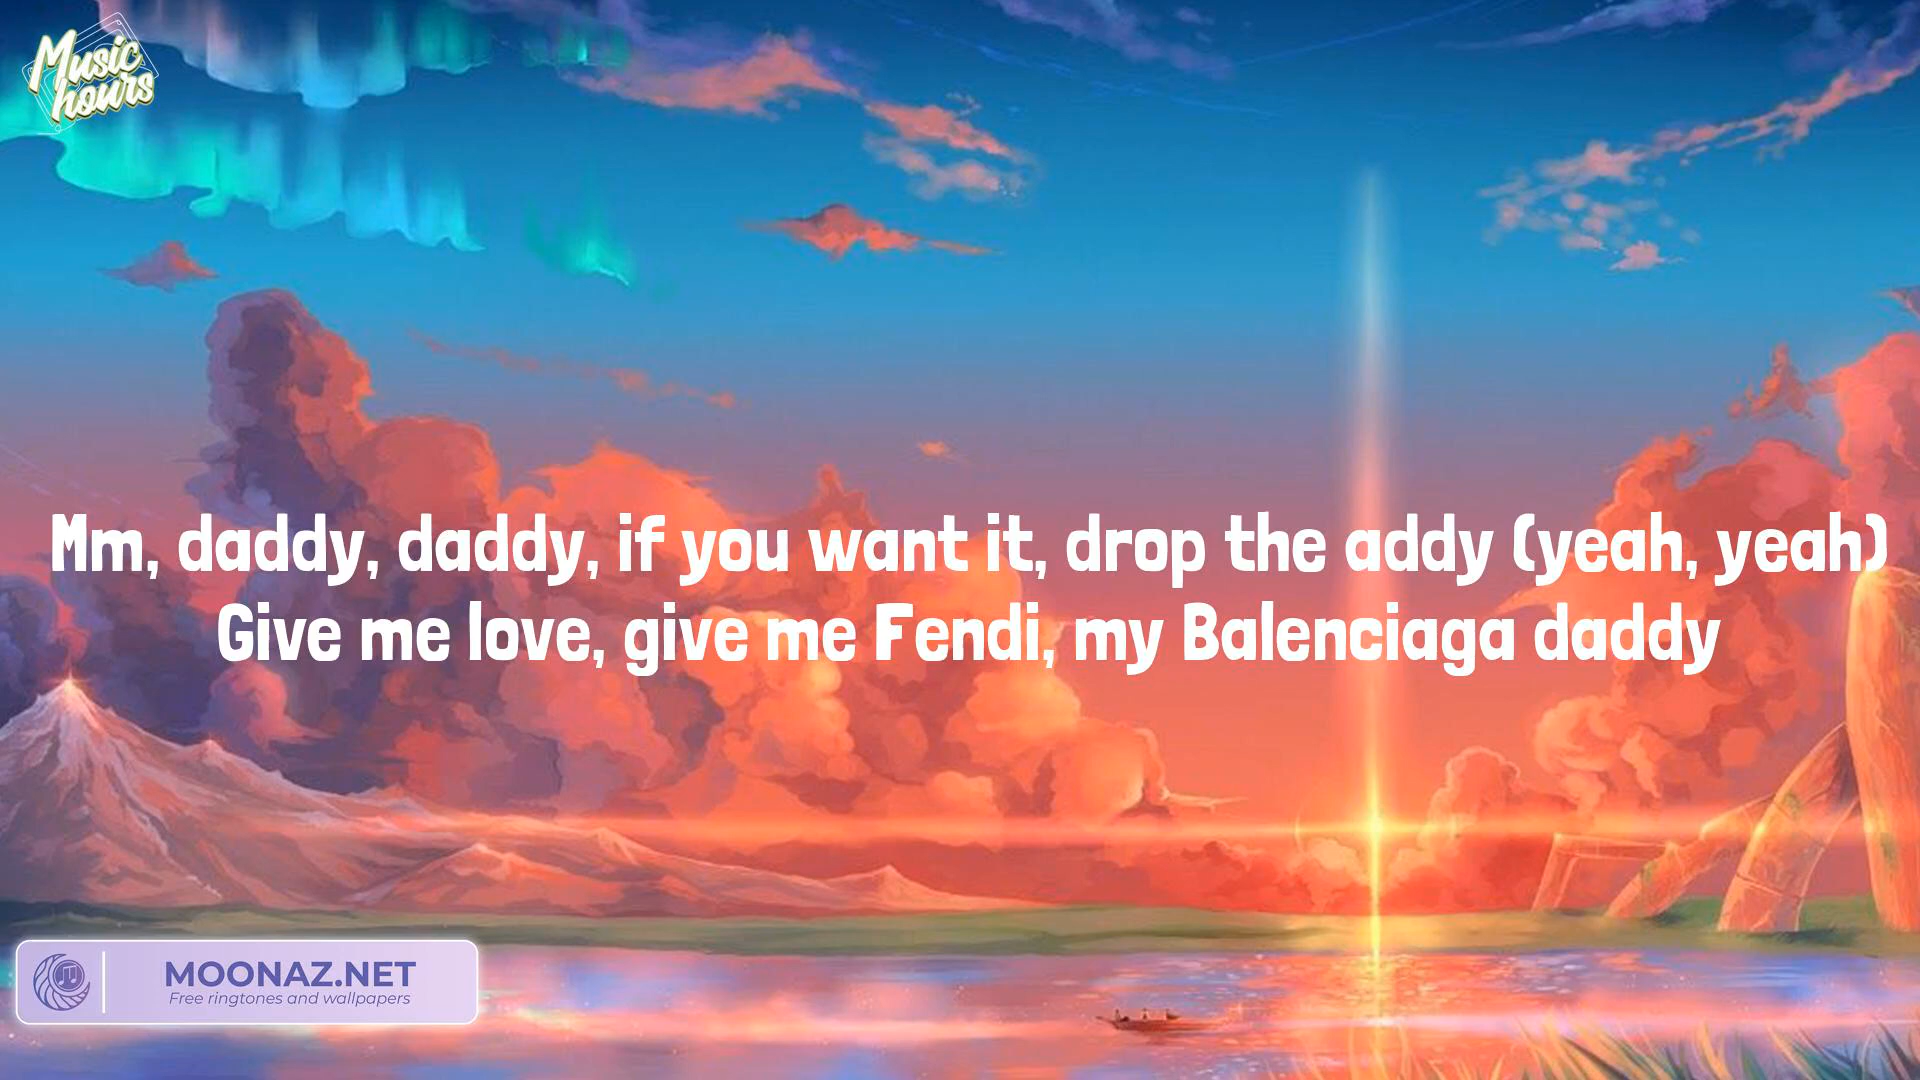 Music
hours
Mm, daddy, daddy, if you want it, drop the addy (yeah, yeah)
Give me love, give me Fendi, my Balenciaga daddy
MOONAZ.NET
Free ringtones and wallpapers